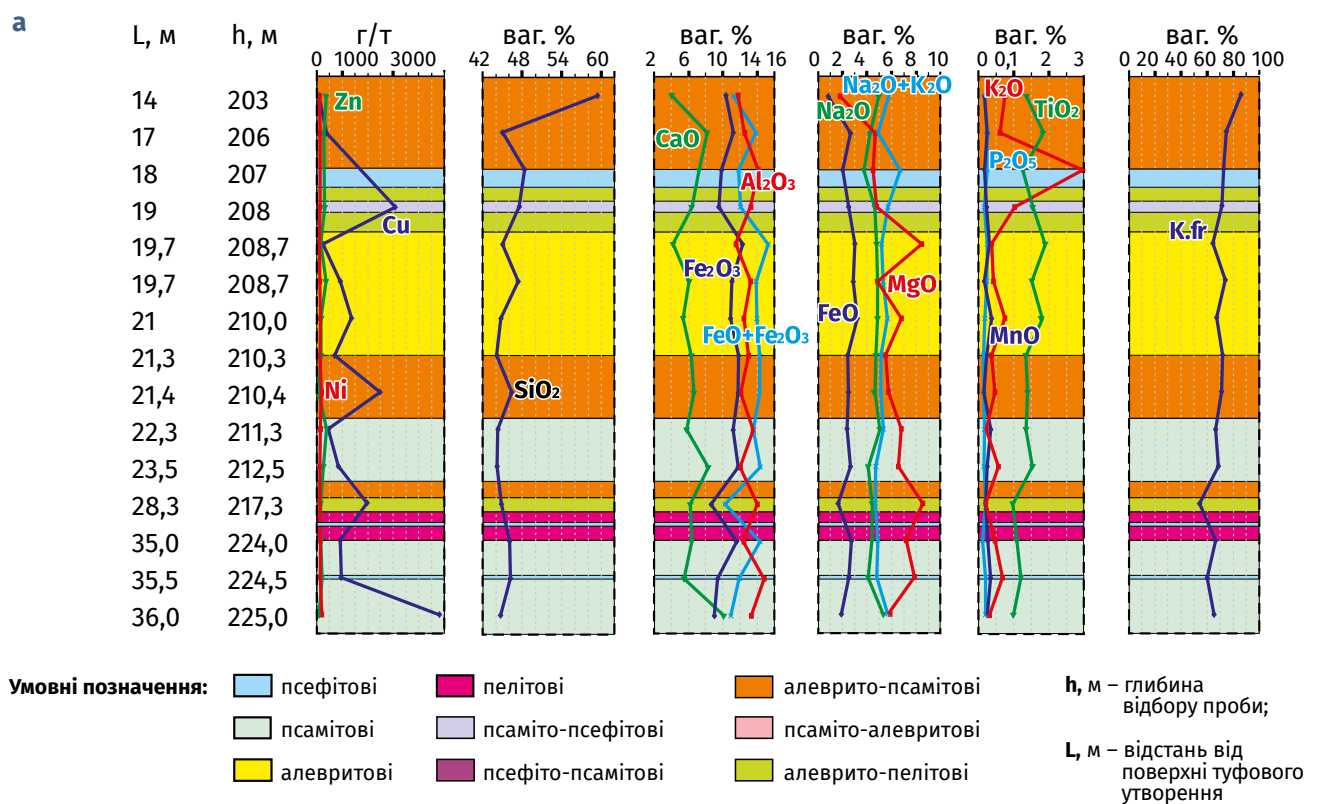 а
L, м h, м г/т ваг. % ваг. % ваг. % ваг. % ваг. %
0 1000 3000 42 48 54 60 2 6 10 14 16 0 2 4 6 8 10 0 0,1 2 3 0 20 60 80 100
14 203
17 206
18 207
19 208
19,7 208,7
19,7 208,7
21 210,0
21,3 210,3
21,4 210,4
22,3 211,3
23,5 212,5
28,3 217,3
35,0 224,0
35,5 224,5
36,0 225,0
Zn
Cu
Ni
SiO₂
CaO
Al₂O₃
Fe₂O₃
FeO+Fe₂O₃
Na₂O+K₂O
Na₂O
MgO
FeO
K₂O
TiO₂
P₂O₅
MnO
K.fr
Умовні позначення:
псефітові
псамітові
алевритові
пелітові
псаміто-псефітові
псефіто-псамітові
алеврито-псамітові
псаміто-алевритові
алеврито-пелітові
h, м – глибина
відбору проби;
L, м – відстань від
поверхні туфового
утворення